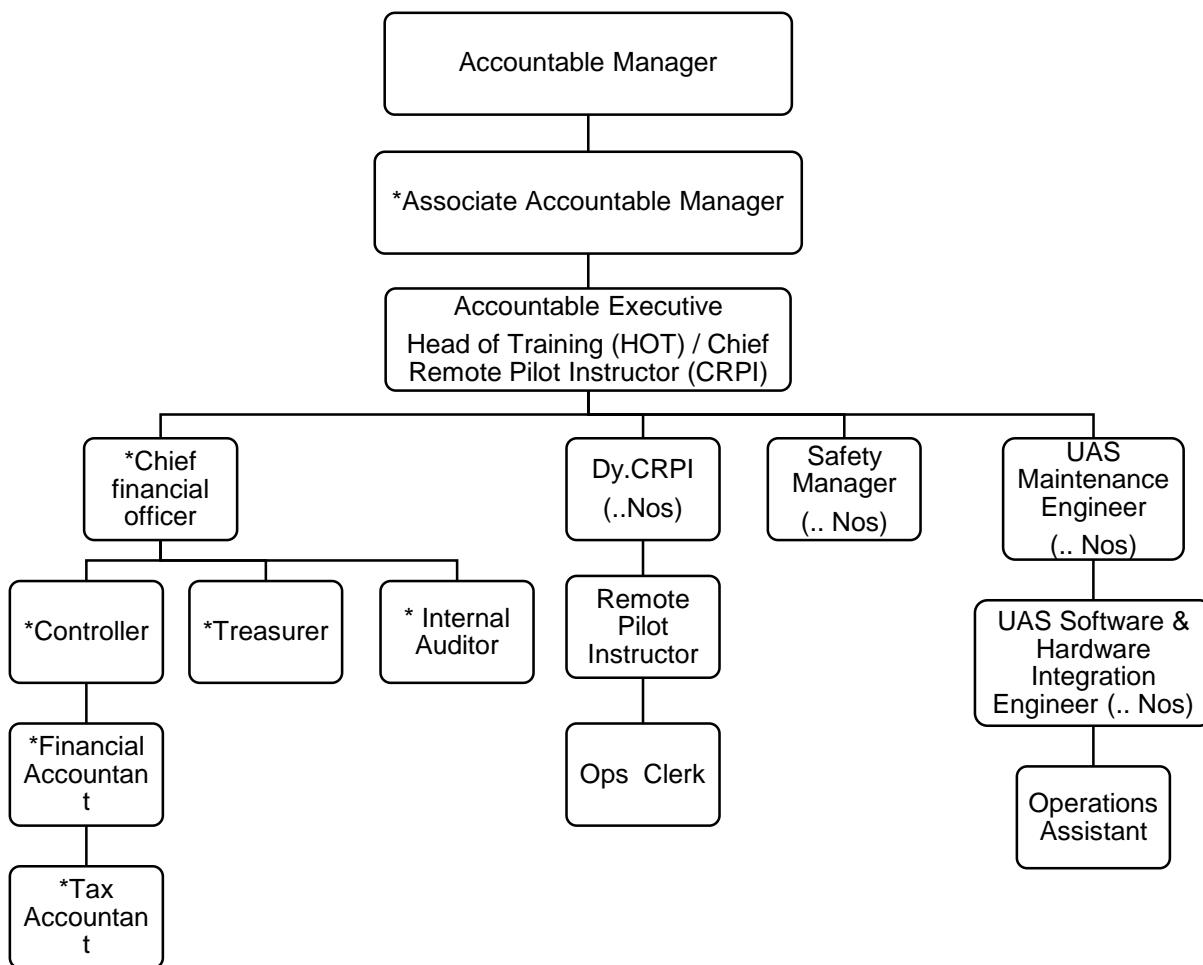 Accountable Manager
*Associate Accountable Manager
Accountable Executive
Head of Training (HOT) / Chief
Remote Pilot Instructor (CRPI)
*Chief
financial
officer
Dy.CRPI
(..Nos)
Safety
Manager
(.. Nos)
UAS
Maintenance
Engineer
(.. Nos)
*Controller
*Treasurer
* Internal
Auditor
Remote
Pilot
Instructor
UAS Software &
Hardware
Integration
Engineer (.. Nos)
*Financial
Accountan
t
Ops  Clerk
Operations
Assistant
*Tax
Accountan
t